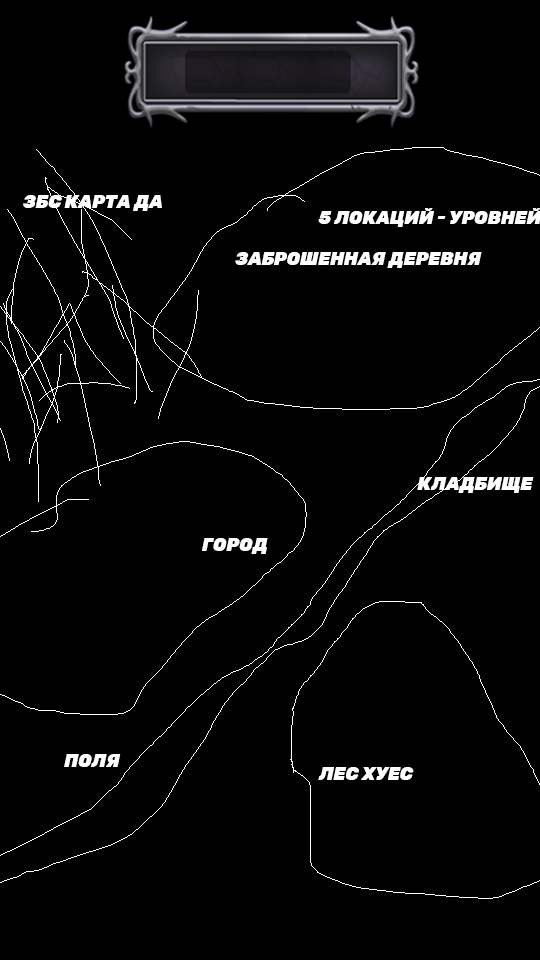 ЗБС КАРТА ДА
5 ЛОКАЦИЙ - УРОВНЕЙ
ЗАБРОШЕННАЯ ДЕРЕВНЯ
КЛАДБИЩЕ
ГОРОД
ПОЛЯ
ЛЕС ХУЕС